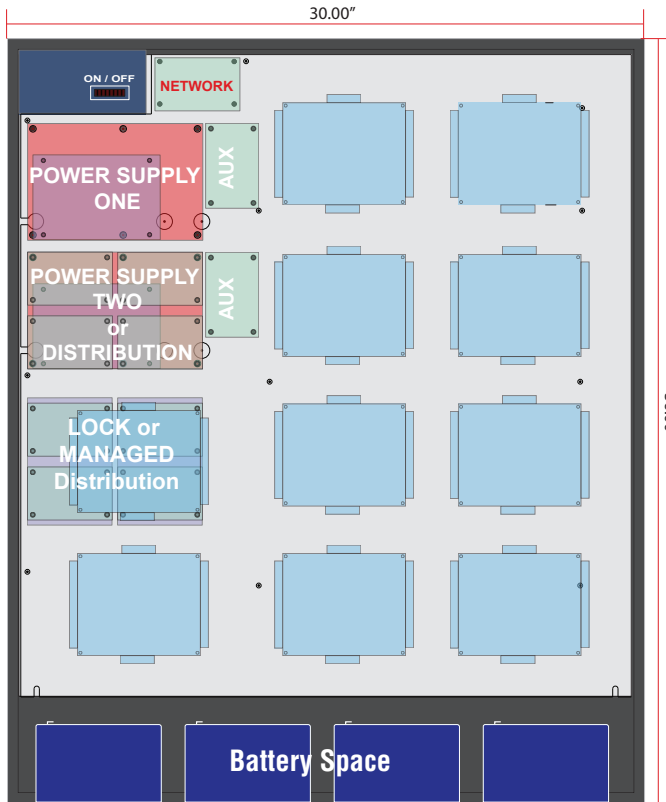 30.00”
ON / OFF
NETWORK
POWER SUPPLY
ONE
AUX
POWER SUPPLY
TWO
or
DISTRIBUTION
AUX
LOCK or
MANAGED
Distribution
Battery Space